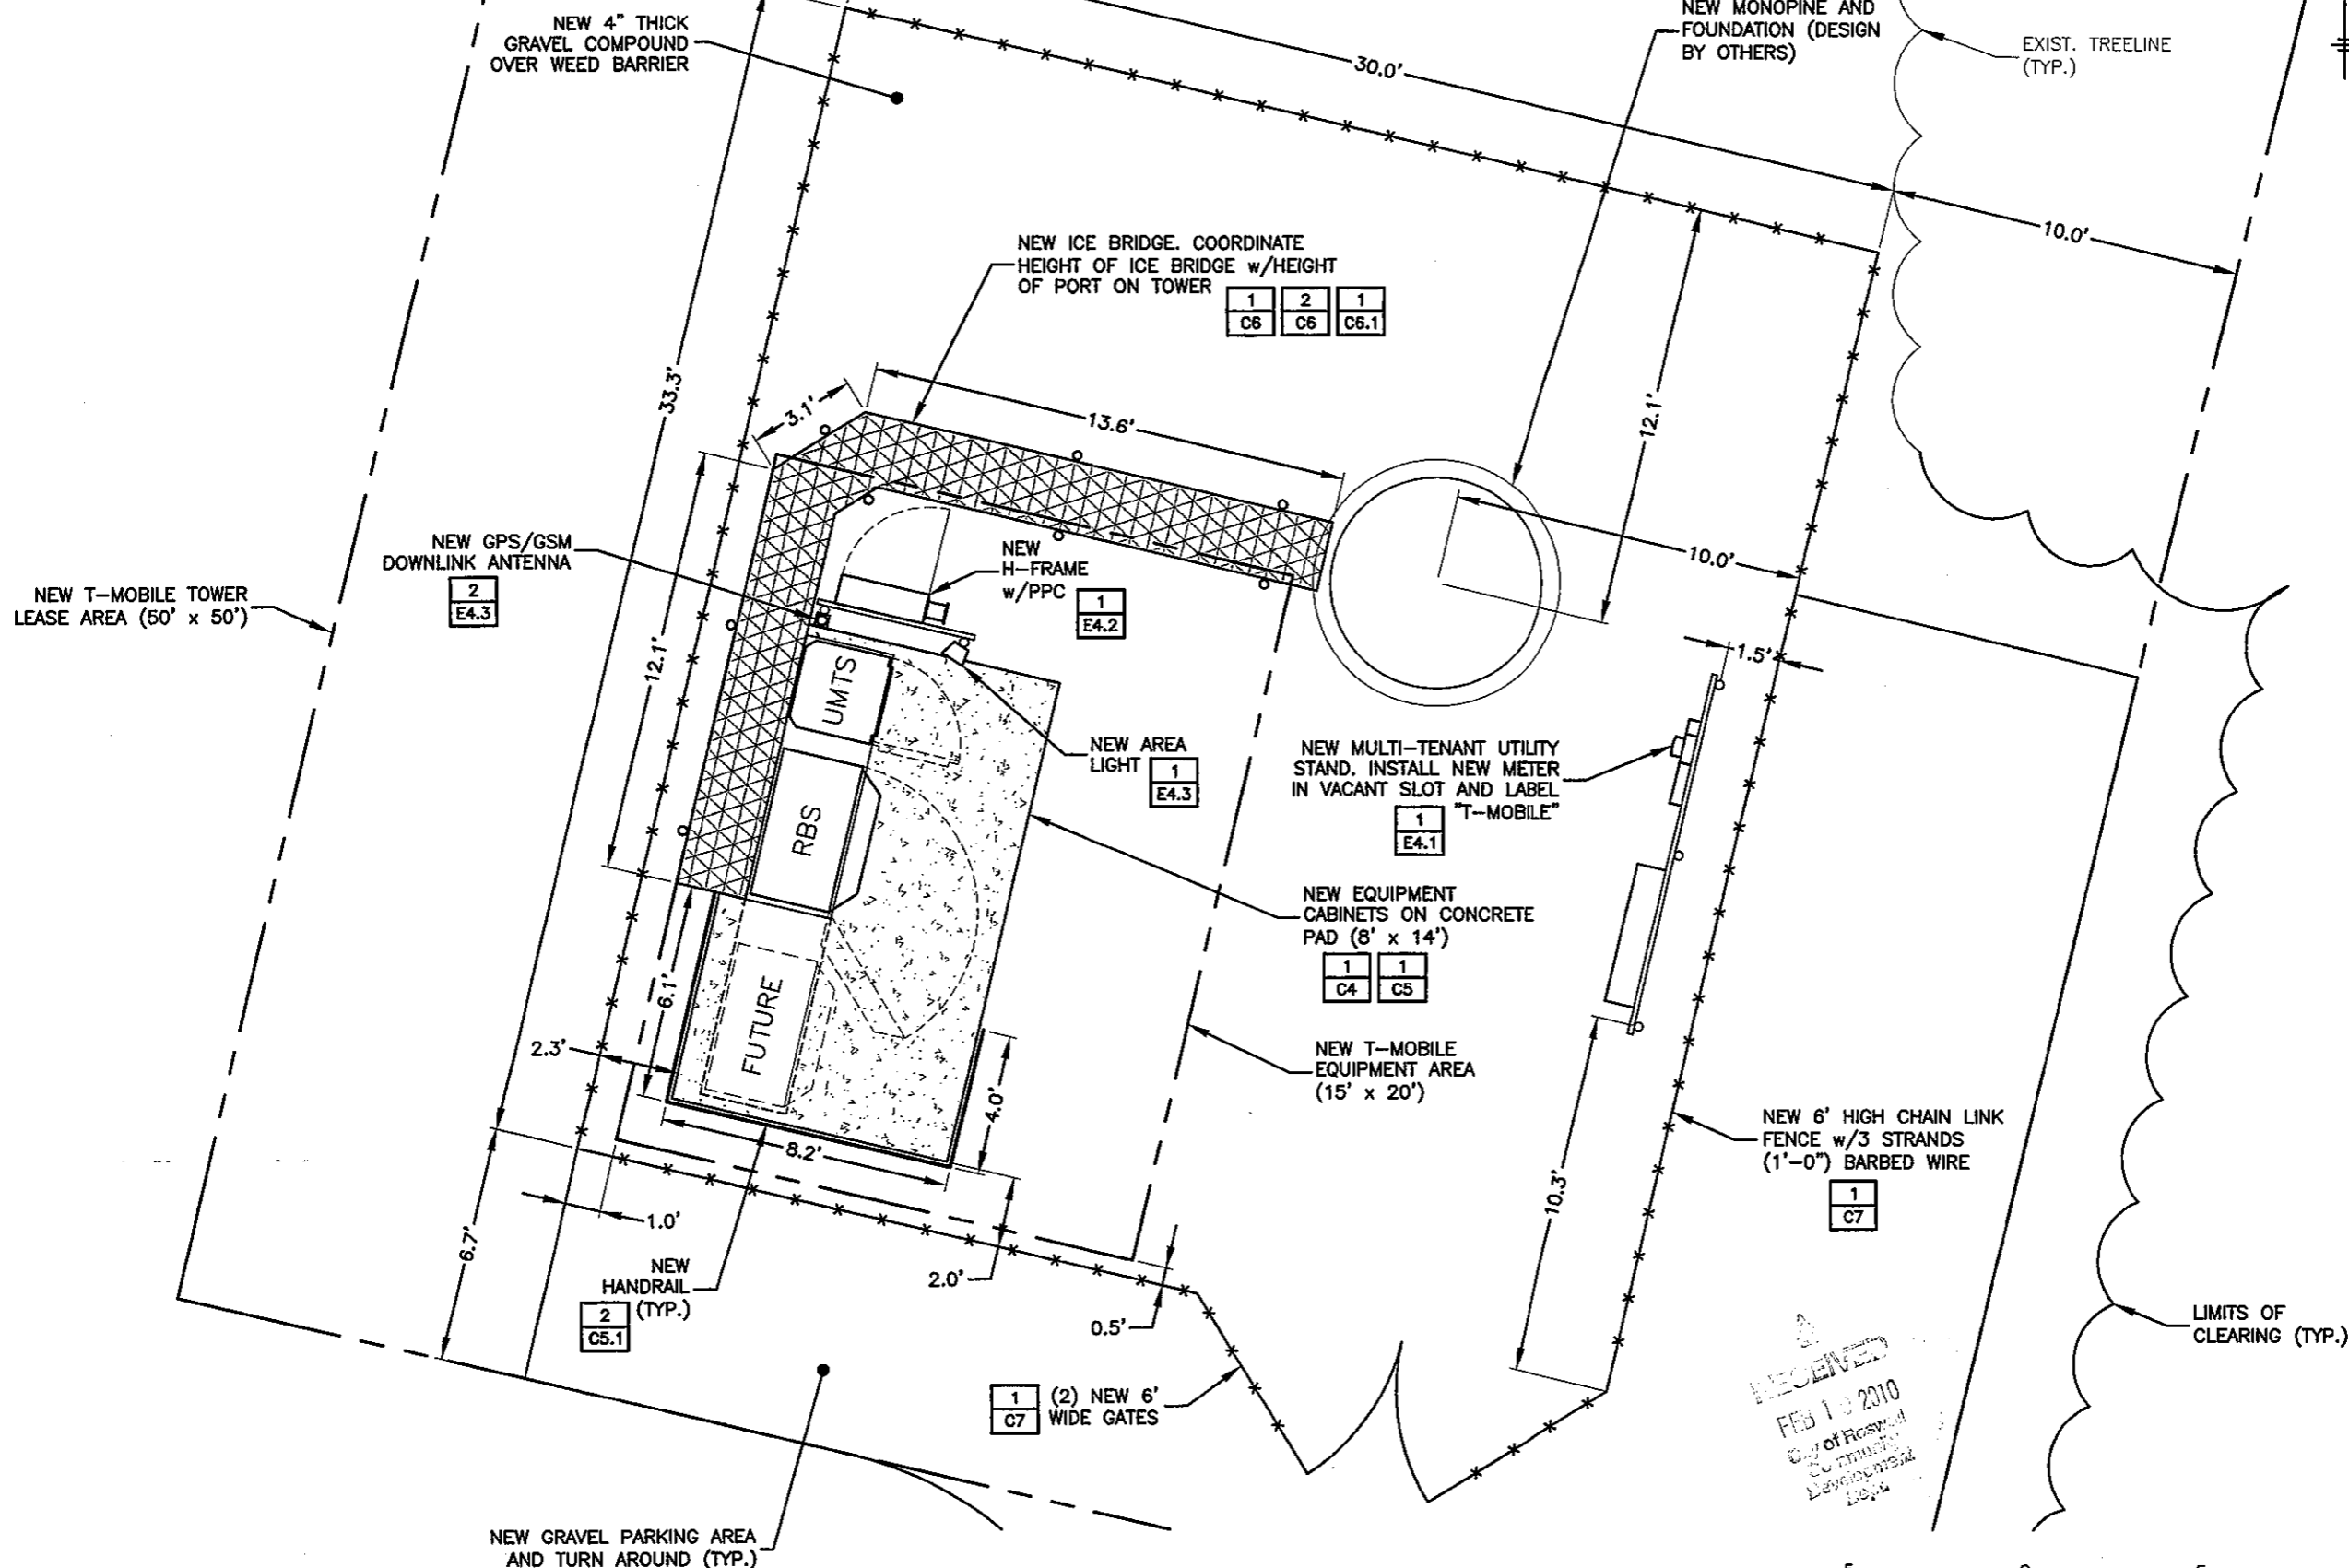 NEW 4" THICK
GRAVEL COMPOUND
OVER WEED BARRIER
NEW MONOPINE AND
FOUNDATION (DESIGN
BY OTHERS)
EXIST. TREELINE
(TYP.)
30.0'
10.0'
NEW ICE BRIDGE. COORDINATE
HEIGHT OF ICE BRIDGE w/HEIGHT
OF PORT ON TOWER
1
C6
2
C6
1
C6.1
33.3'
3.1'
13.6'
12.1'
NEW GPS/GSM
DOWNLINK ANTENNA
2
E4.3
NEW
H-FRAME
w/PPC
1
E4.2
10.0'
NEW T-MOBILE TOWER
LEASE AREA (50' x 50')
12.1'
1.5'
UMTS
NEW AREA
LIGHT
1
E4.3
NEW MULTI-TENANT UTILITY
STAND. INSTALL NEW METER
IN VACANT SLOT AND LABEL
"T-MOBILE"
1
E4.1
RBS
NEW EQUIPMENT
CABINETS ON CONCRETE
PAD (8' x 14')
1
C4
1
C5
6.1'
FUTURE
2.3'
NEW T-MOBILE
EQUIPMENT AREA
(15' x 20')
4.0'
NEW 6' HIGH CHAIN LINK
FENCE w/3 STRANDS
(1'-0") BARBED WIRE
1
C7
8.2'
10.3'
1.0'
6.7'
NEW
HANDRAIL
(TYP.)
2
C5.1
2.0'
0.5'
LIMITS OF
CLEARING (TYP.)
1
C7
(2) NEW 6'
WIDE GATES
RECEIVED
FEB 1 2010
of Roswell
Community
Development
Dept.
NEW GRAVEL PARKING AREA
AND TURN AROUND (TYP.)